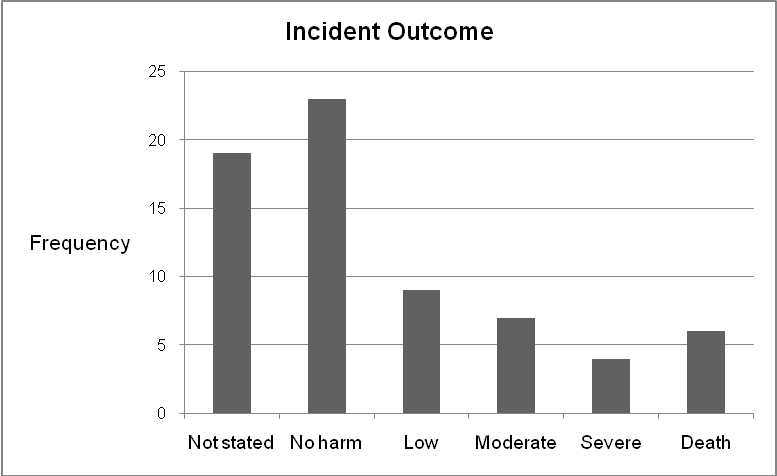 Incident Outcome
25
20
15
Frequency
10
5
0
Not stated No harm Low Moderate Severe Death